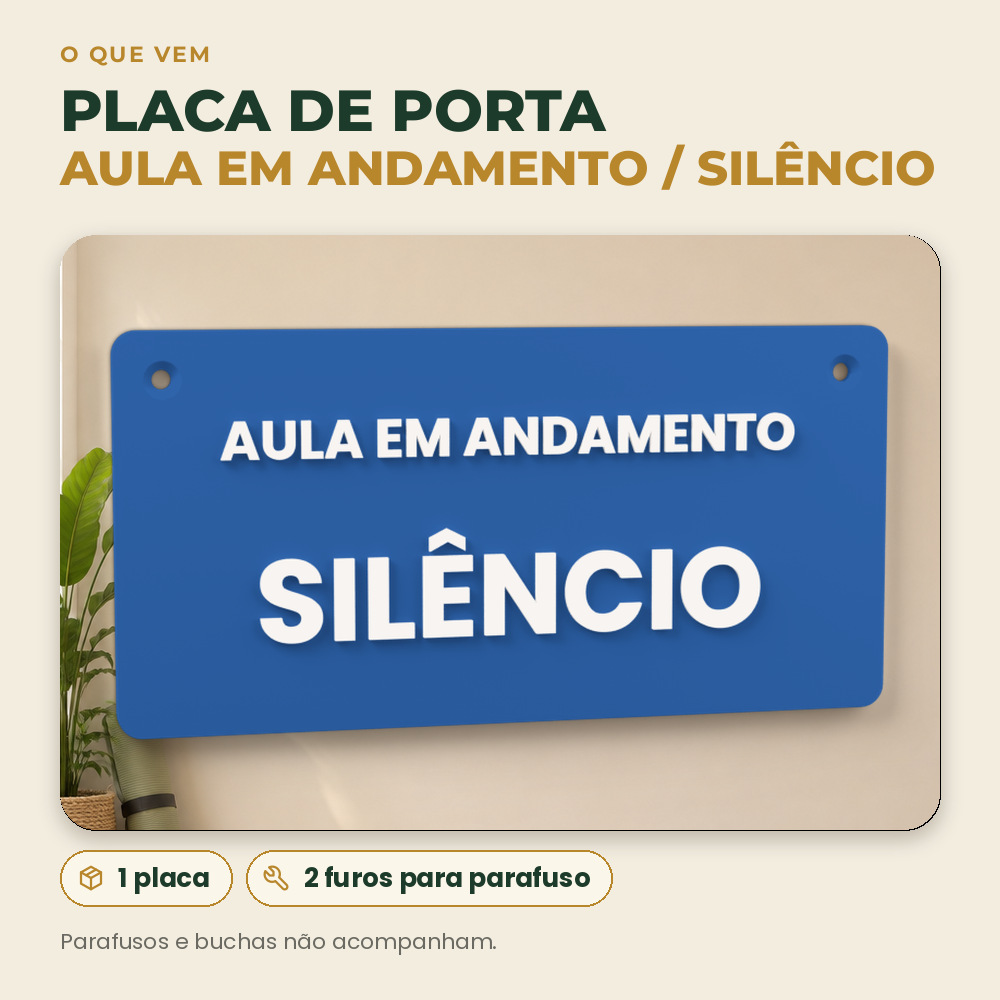 O QUE VEM
PLACA DE PORTA
AULA EM ANDAMENTO / SILÊNCIO
AULA EM ANDAMENTO
SILÊNCIO
1 placa
2 furos para parafuso
Parafusos e buchas não acompanham.